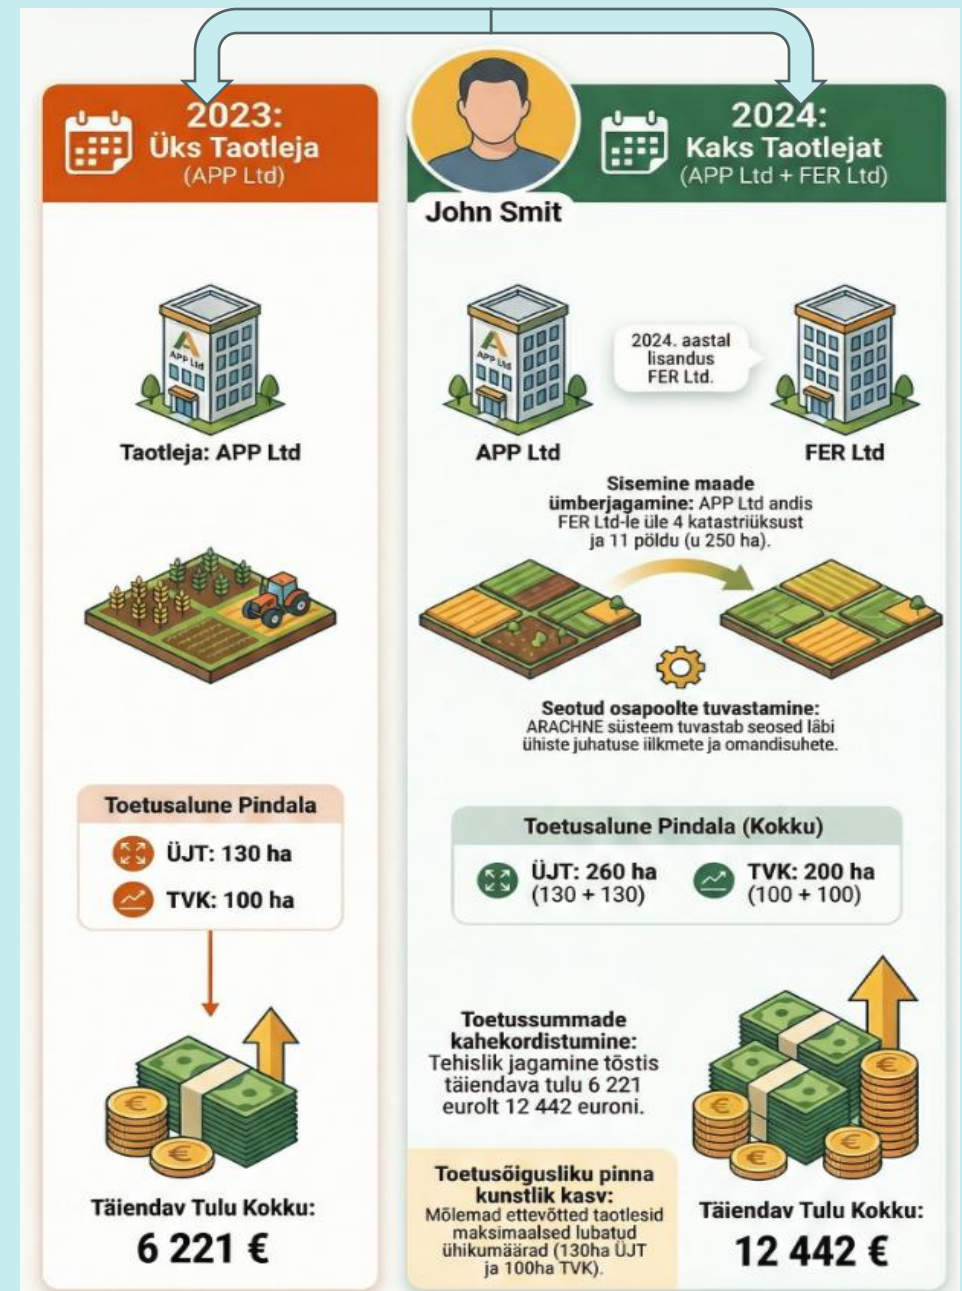 2023:
Üks Taotleja
(APP Ltd)
APP Ltd
Taotleja: APP Ltd
Toetusalune Pindala
ÜJT: 130 ha
TVK: 100 ha
Täiendav Tulu Kokku:
6 221 €
John Smit
2024:
Kaks Taotlejat
(APP Ltd + FER Ltd)
APP Ltd
2024. aastal
lisandus
FER Ltd.
APP Ltd
FER Ltd
Sisemine maade
ümberjagamine: APP Ltd andis
FER Ltd-le üle 4 katastriüksust
ja 11 põldu (u 250 ha).
Seotud osapoolte tuvastamine:
ARACHNE süsteem tuvastab seosed läbi
ühiste juhatuse iilkmete ja omandisuhete.
Toetusalune Pindala (Kokku)
ÜJT: 260 ha
(130 + 130)
TVK: 200 ha
(100 + 100)
Toetussummade
kahekordistumine:
Tehislik jagamine tõstis
täiendava tulu 6 221
eurolt 12 442 euroni.
Toetusõigusliku pinna
kunstlik kasv:
Mõlemad ettevõtted taotlesid
maksimaalsed lubatud
ühikumäärad (130ha ÜJT
ja 100ha TVK).
Täiendav Tulu Kokku:
12 442 €